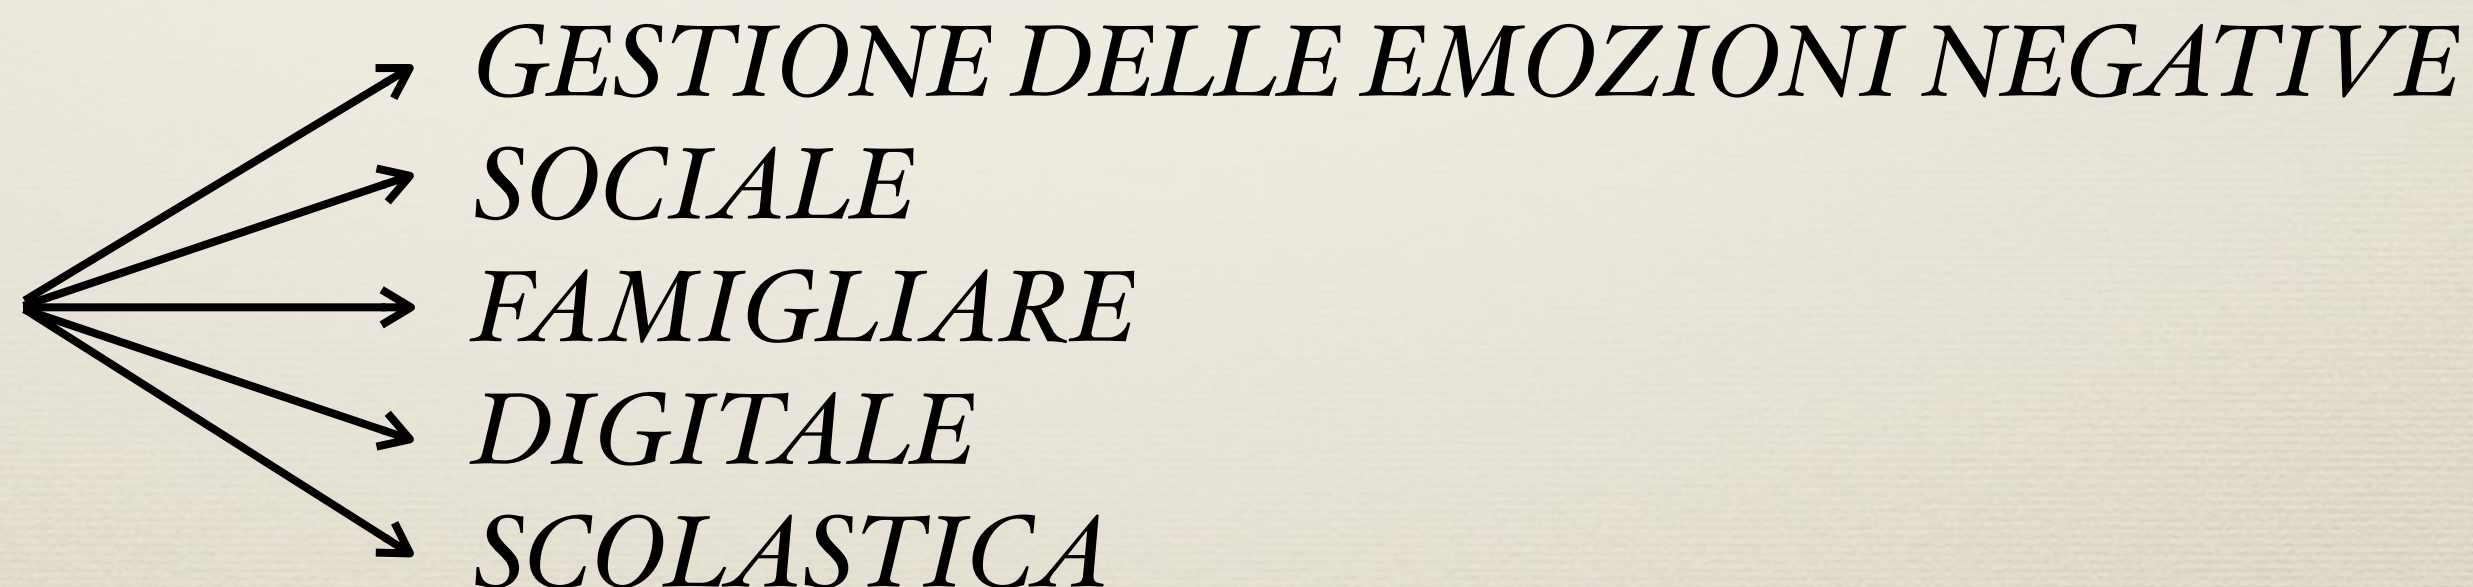 GESTIONE DELLE EMOZIONI NEGATIVE
SOCIALE
FAMIGLIARE
DIGITALE
SCOLASTICA